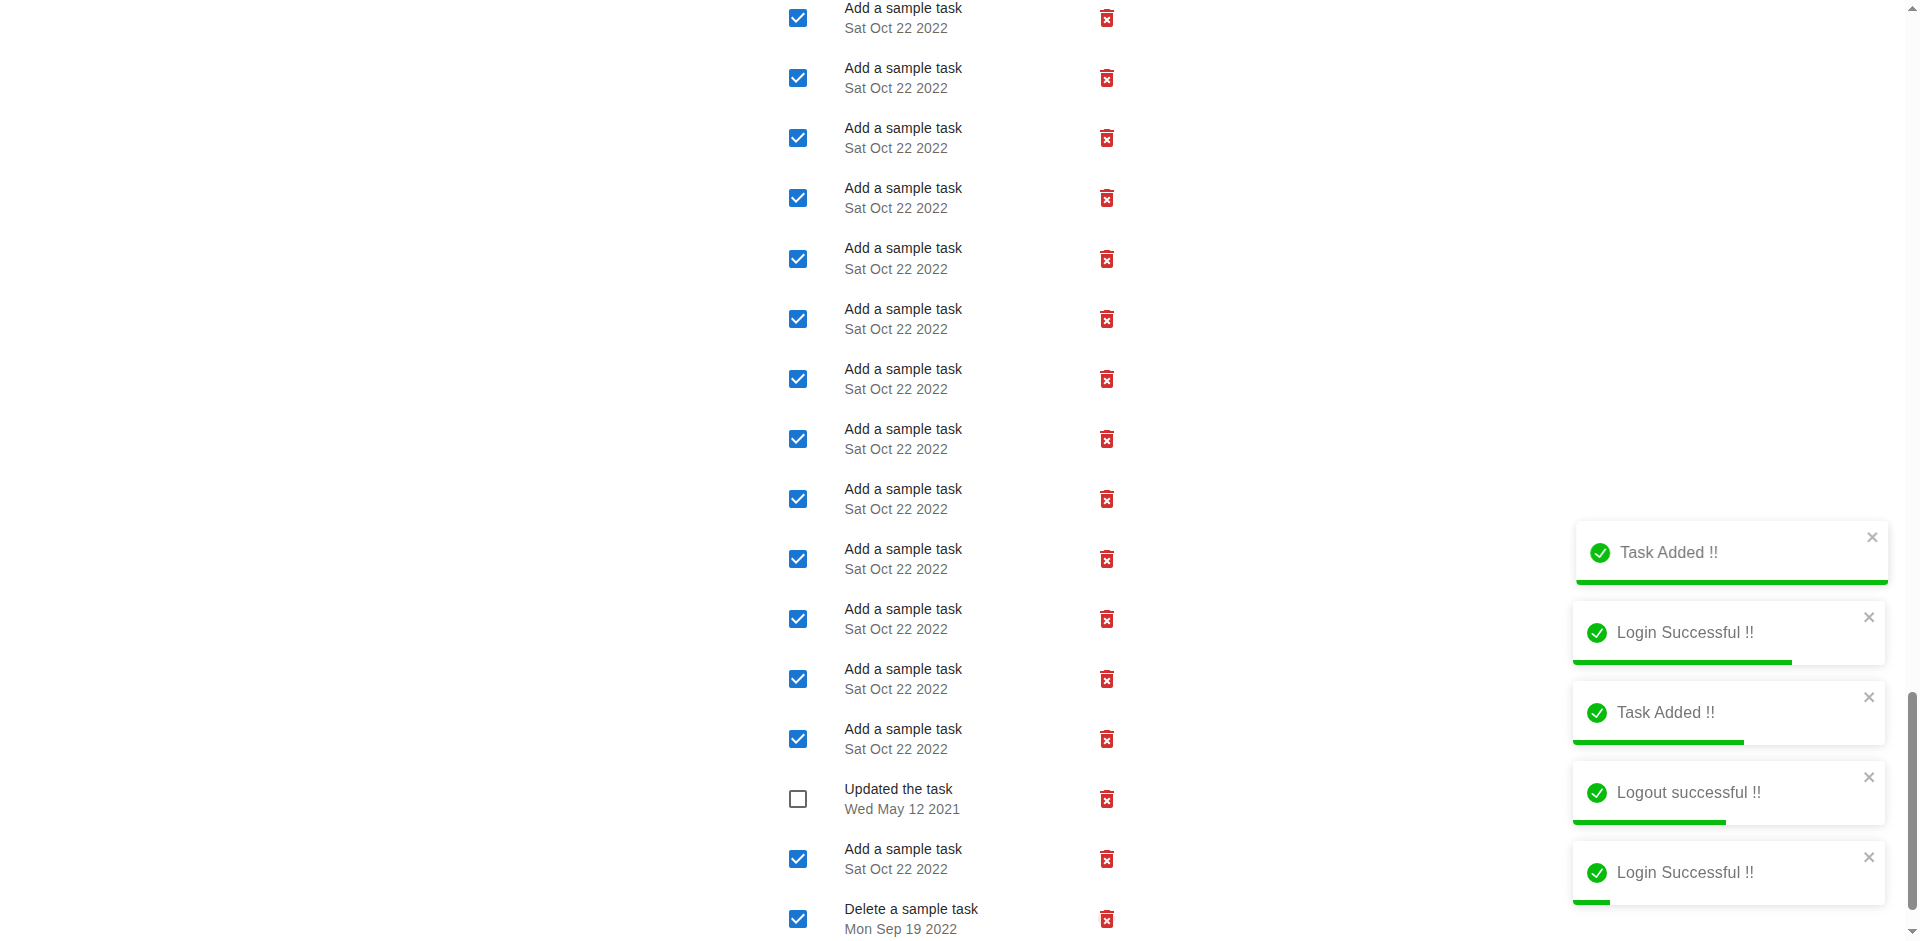 Add a sample task
Sat Oct 22 2022
Add a sample task
Sat Oct 22 2022
Add a sample task
Sat Oct 22 2022
Add a sample task
Sat Oct 22 2022
Add a sample task
Sat Oct 22 2022
Add a sample task
Sat Oct 22 2022
Add a sample task
Sat Oct 22 2022
Add a sample task
Sat Oct 22 2022
Add a sample task
Sat Oct 22 2022
Add a sample task
Sat Oct 22 2022
Add a sample task
Sat Oct 22 2022
Add a sample task
Sat Oct 22 2022
Add a sample task
Sat Oct 22 2022
Updated the task
Wed May 12 2021
Add a sample task
Sat Oct 22 2022
Delete a sample task
Mon Sep 19 2022
Task Added !!
Login Successful !!
Task Added !!
Logout successful !!
Login Successful !!